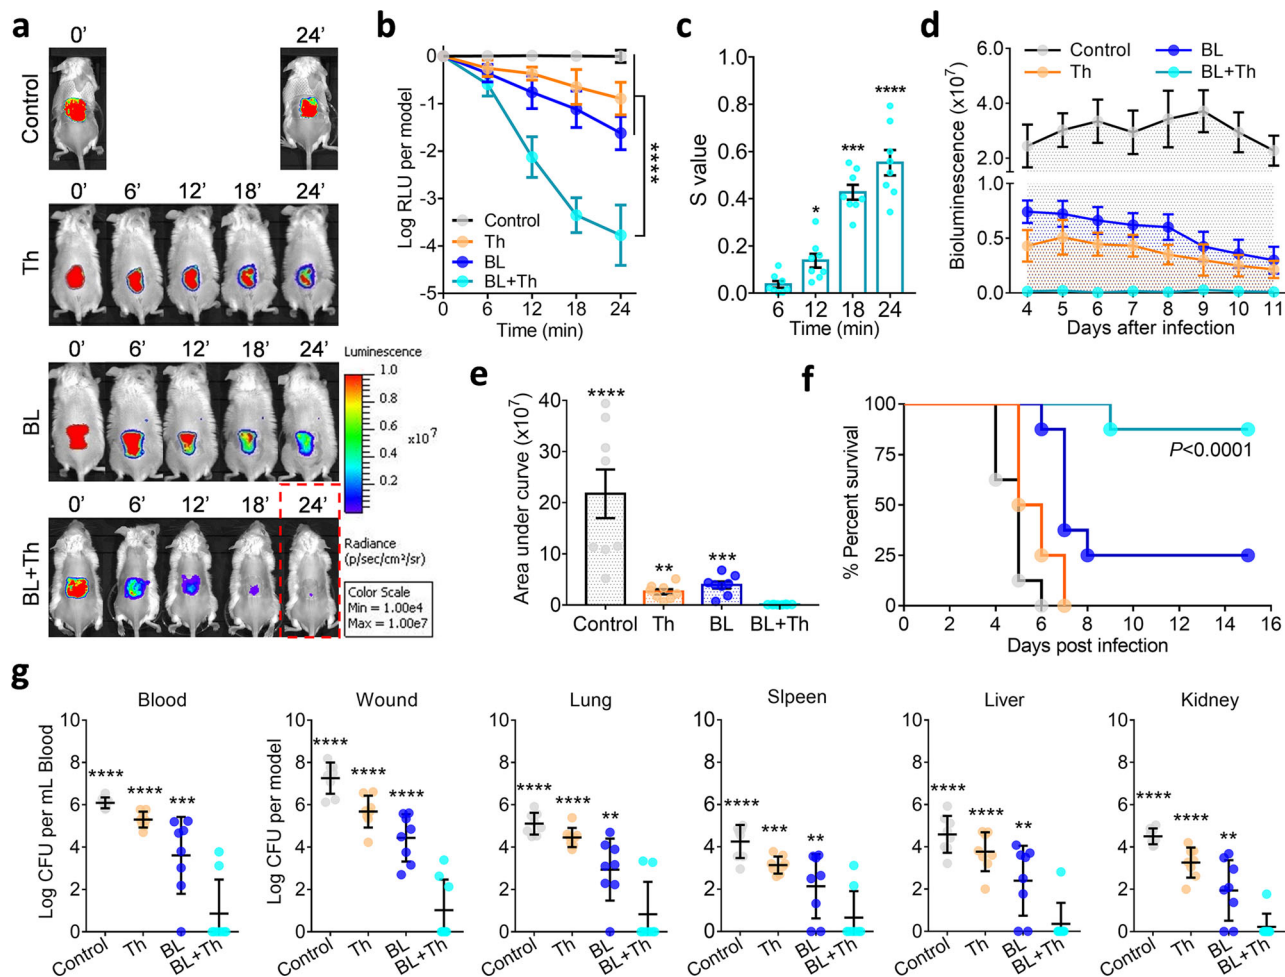 a
0’
24’
Control
0’ 6’ 12’ 18’ 24’
Th
0’ 6’ 12’ 18’ 24’
BL
0’ 6’ 12’ 18’ 24’
BL+Th
Luminescence
1.0
0.8
0.6
x10⁷
0.4
0.2
Radiance
(p/sec/cm²/sr)
Color Scale
Min = 1.00e4
Max = 1.00e7
b
Log RLU per model
0
-1
-2
-3
-4
-5
Control
Th
BL
BL+Th
****
0 6 12 18 24
Time (min)
c
S value
1.0
0.8
0.6
0.4
0.2
0.0
*
***
****
6 12 18 24
Time (min)
d
Control BL
Th BL+Th
Bioluminescence (x10⁷)
6.0
4.0
2.0
1.0
0.5
0.0
4 5 6 7 8 9 10 11
Days after infection
e
Area under curve (x10⁷)
40
30
20
10
0
****
**
***
Control Th BL BL+Th
f
% Percent survival
100
75
50
25
0
P<0.0001
0 2 4 6 8 10 12 14 16
Days post infection
g
Blood
Log CFU per mL Blood
10
8
6
4
2
0
**** **** ***
Control Th BL BL+Th
Wound
Log CFU per model
10
8
6
4
2
0
**** **** ****
Control Th BL BL+Th
Lung
10
8
6
4
2
0
**** **** **
Control Th BL BL+Th
Slpeen
10
8
6
4
2
0
**** *** **
Control Th BL BL+Th
Liver
10
8
6
4
2
0
**** **** **
Control Th BL BL+Th
Kidney
10
8
6
4
2
0
**** **** **
Control Th BL BL+Th